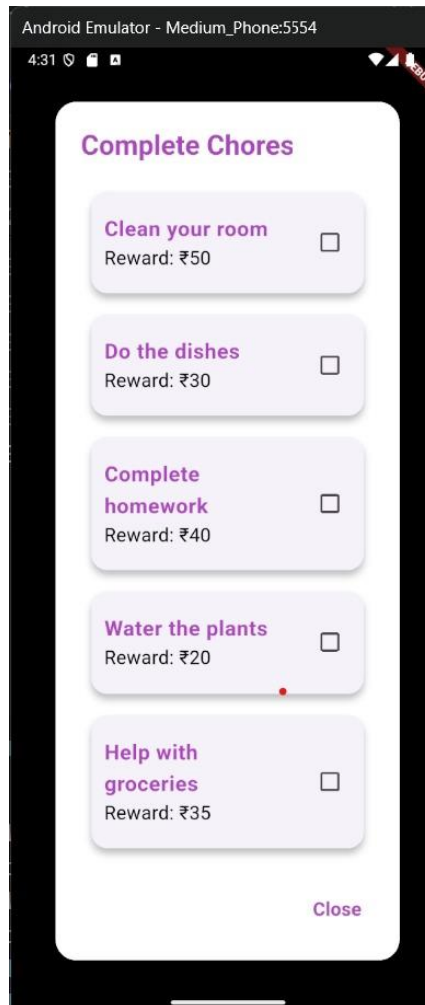 Android Emulator - Medium_Phone:5554
4:31
Complete Chores
Clean your room
Reward: ₹50
Do the dishes
Reward: ₹30
Complete
homework
Reward: ₹40
Water the plants
Reward: ₹20
Help with
groceries
Reward: ₹35
Close